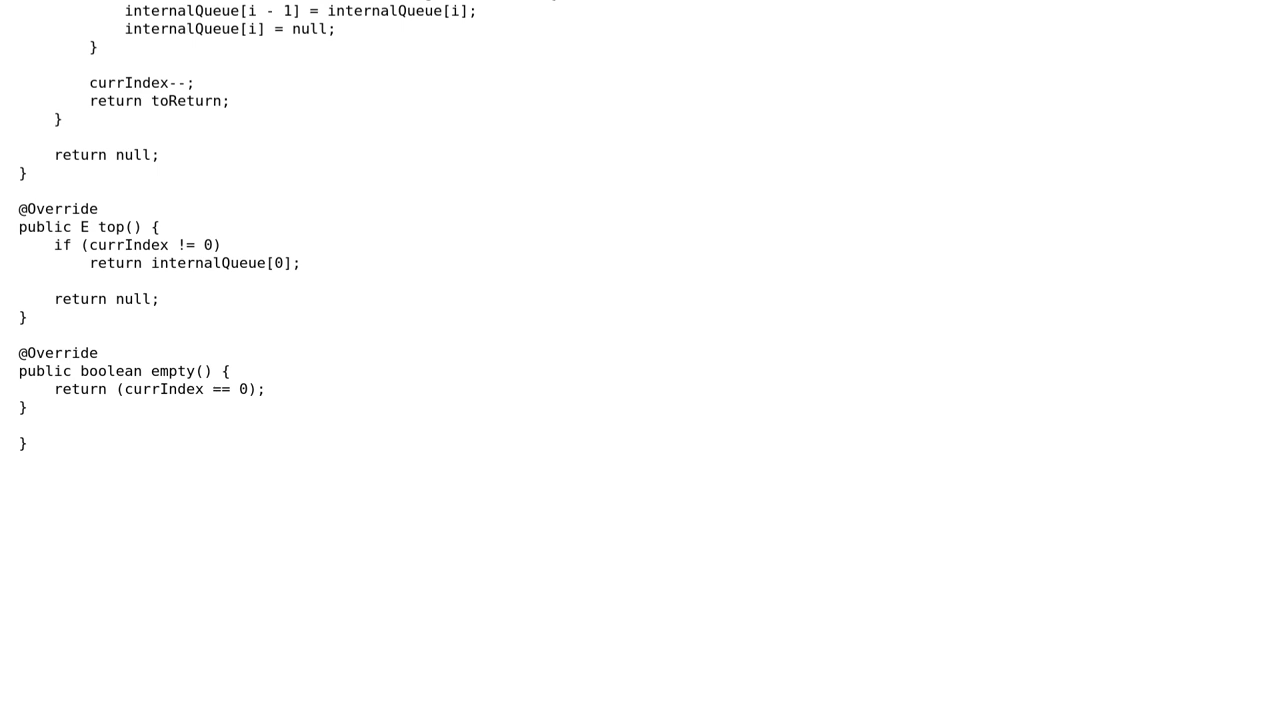 internalQueue[i - 1] = internalQueue[i];
            internalQueue[i] = null;
        }

        currIndex--;
        return toReturn;
    }

    return null;
}

@Override
public E top() {
    if (currIndex != 0)
        return internalQueue[0];

    return null;
}

@Override
public boolean empty() {
    return (currIndex == 0);
}

}